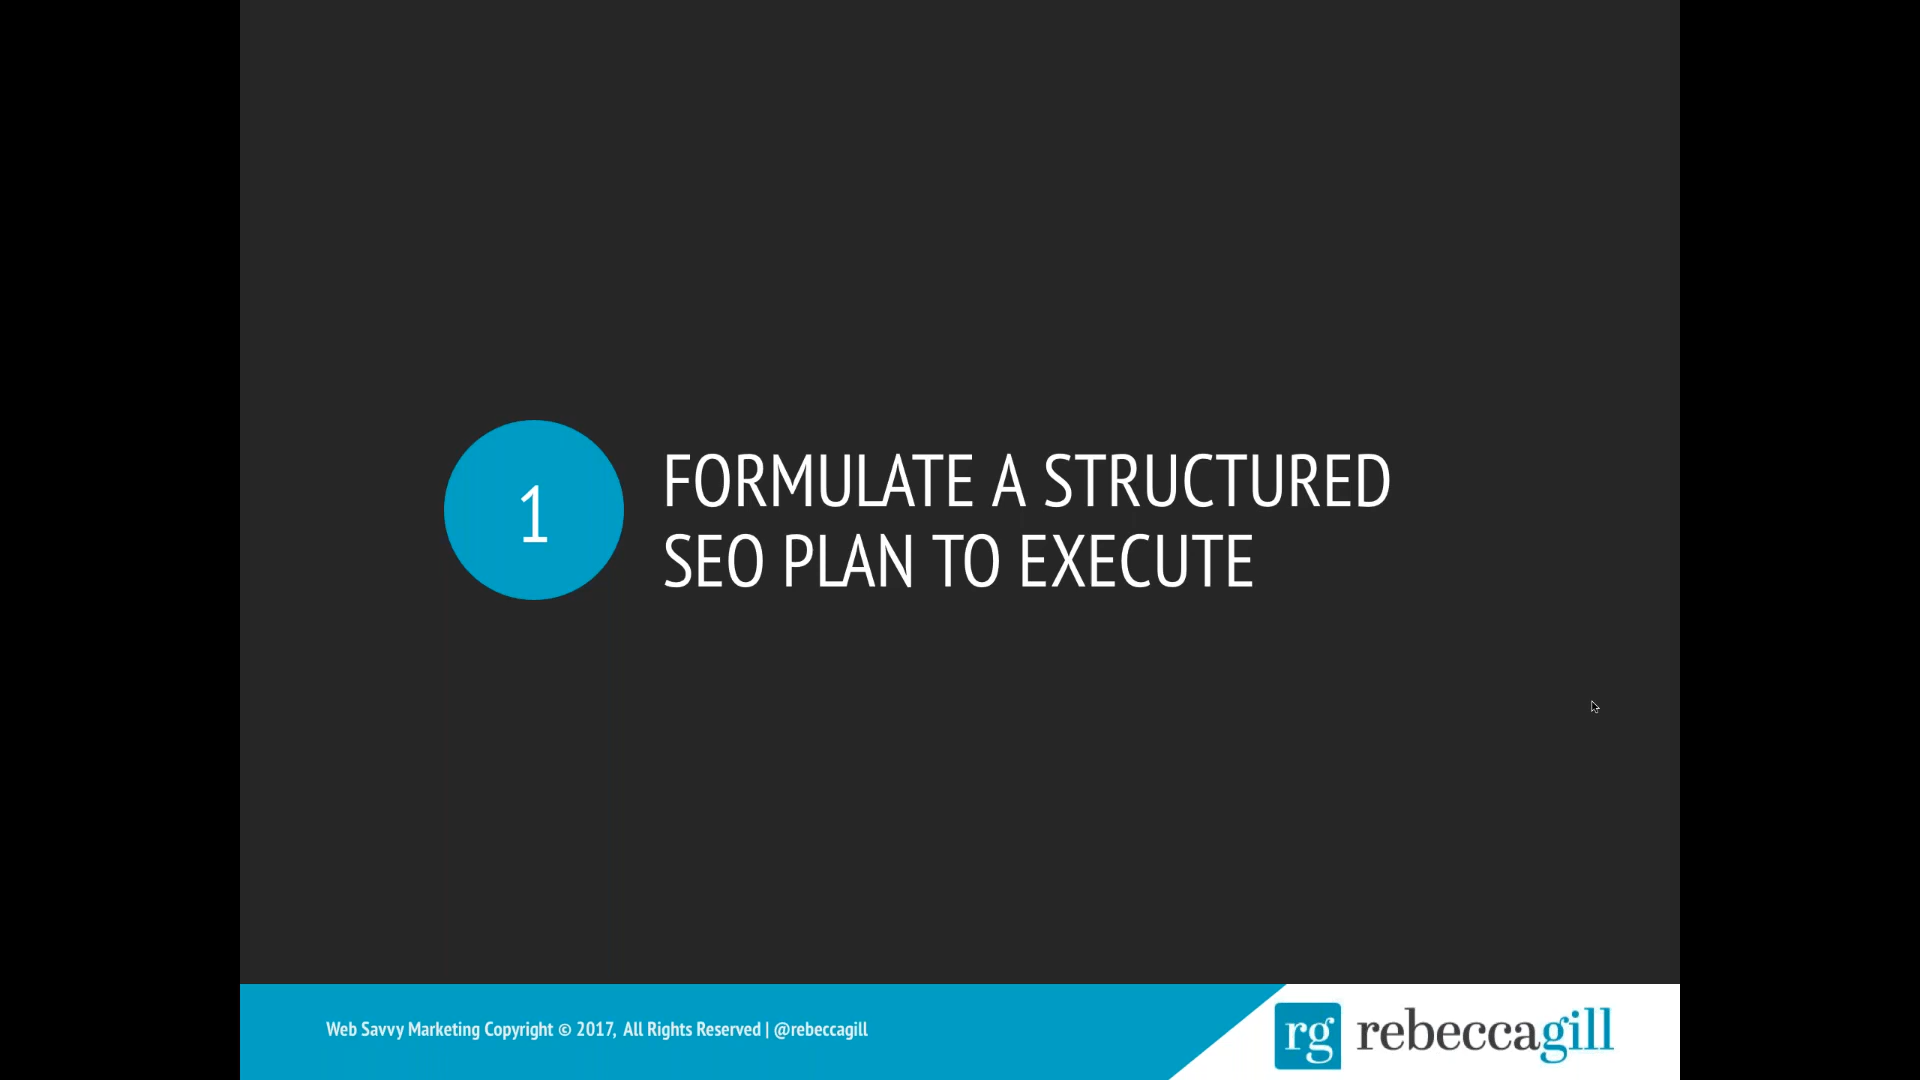 1
FORMULATE A STRUCTURED
SEO PLAN TO EXECUTE
Web Savvy Marketing Copyright © 2017, All Rights Reserved | @rebeccagill
rg rebeccagill